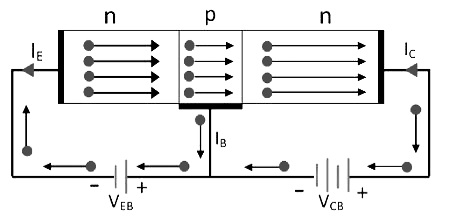 n p n
I_E I_C
I_B
- + - +
V_EB V_CB